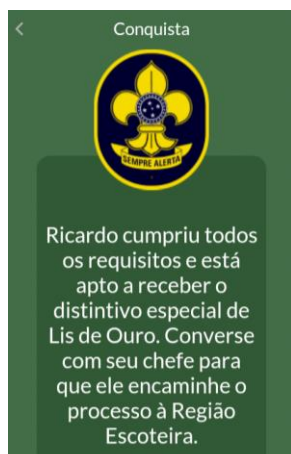 Conquista
SEMPRE ALERTA
Ricardo cumpriu todos
os requisitos e está
apto a receber o
distintivo especial de
Lis de Ouro. Converse
com seu chefe para
que ele encaminhe o
processo à Região
Escoteira.